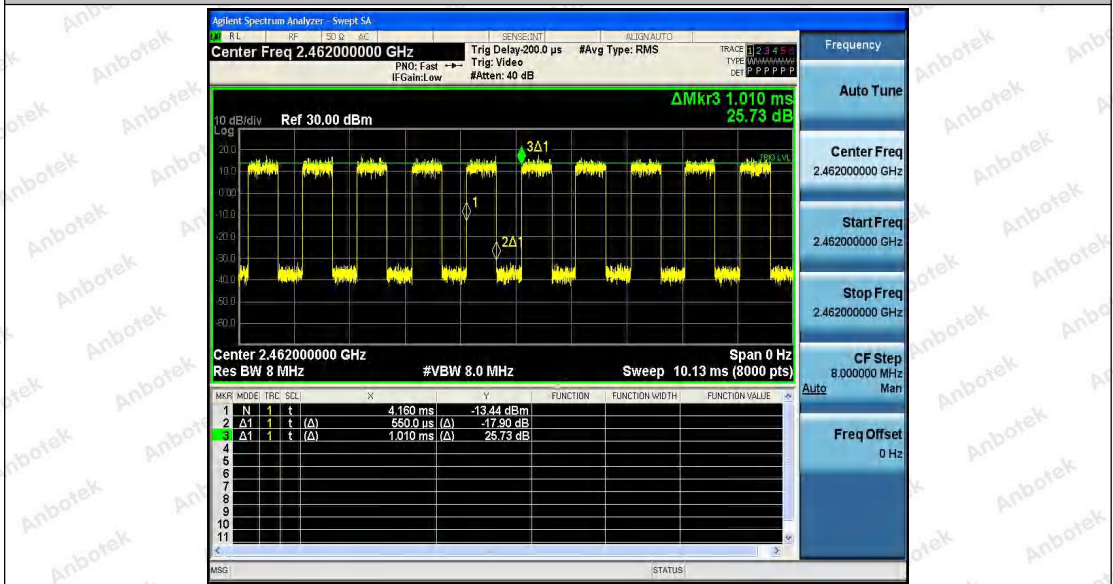 Agilent Spectrum Analyzer - Swept SA
RL RF 50 Ω AC SENSE:INT ALIGN AUTO
Center Freq 2.462000000 GHz
PNO: Fast
IFGain:Low
Trig Delay-200.0 µs
Trig: Video
#Atten: 40 dB
#Avg Type: RMS
TRACE 1 2 3 4 5 6
TYPE
DET P P P P P P
ΔMkr3 1.010 ms
25.73 dB
10 dB/div Ref 30.00 dBm
Log
20.0
10.0
0.00
-10.0
-20.0
-30.0
-40.0
-50.0
-60.0
3Δ1
TRIG LVL
1
2Δ1
Center 2.462000000 GHz Span 0 Hz
Res BW 8 MHz #VBW 8.0 MHz Sweep 10.13 ms (8000 pts)
MKR MODE TRC SCL X Y FUNCTION FUNCTION WIDTH FUNCTION VALUE
1 N 1 t 4.160 ms -13.44 dBm
2 Δ1 1 t (Δ) 550.0 µs (Δ) -17.90 dB
3 Δ1 1 t (Δ) 1.010 ms (Δ) 25.73 dB
4
5
6
7
8
9
10
11
MSG STATUS
Frequency
Auto Tune
Center Freq
2.462000000 GHz
Start Freq
2.462000000 GHz
Stop Freq
2.462000000 GHz
CF Step
8.000000 MHz
Auto Man
Freq Offset
0 Hz
Anbotek